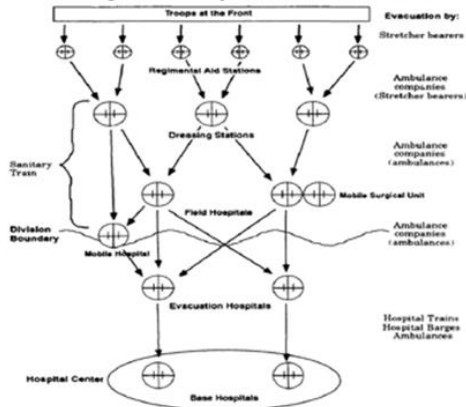 Troops at the Front
Evacuation by:
Stretcher bearers
Regimental Aid Stations
Ambulance
companies
(Stretcher bearers)
Dressing Stations
Sanitary
Train
Ambulance
companies
(ambulances)
Field Hospitals
Mobile Surgical Unit
Division
Boundary
Mobile Hospital
Ambulance
companies
(ambulances)
Evacuation Hospitals
Hospital Trains
Hospital Barges
Ambulances
Hospital Center
Base Hospitals